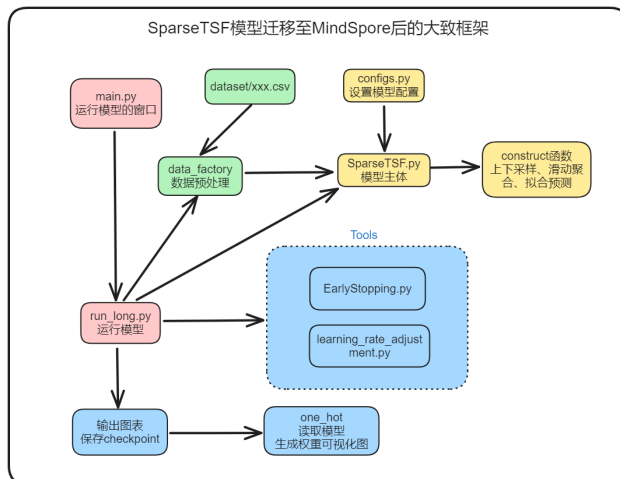 SparseTSF模型迁移至MindSpore后的大致框架
main.py
运行模型的窗口
dataset/xxx.csv
configs.py
设置模型配置
data_factory
数据预处理
SparseTSF.py
模型主体
construct函数
上下采样、滑动聚
合、拟合预测
Tools
EarlyStopping.py
learning_rate_adjust
ment.py
run_long.py
运行模型
输出图表
保存checkpoint
one_hot
读取模型
生成权重可视化图